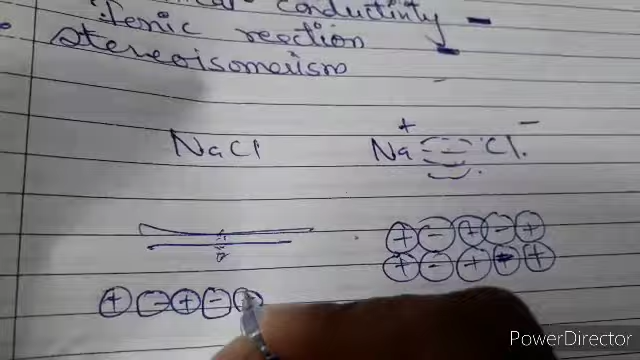 conductivity -
Ionic reaction
stereoisomerism
NaCl
Na+ Cl-
+ - + - +
+ - + - +
+ - + -
PowerDirector